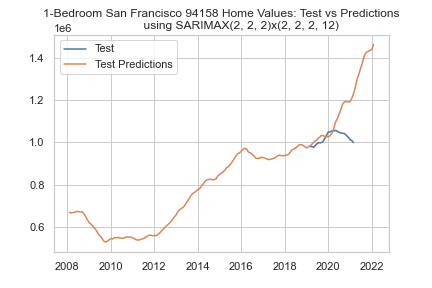 1-Bedroom San Francisco 94158 Home Values: Test vs Predictions
using SARIMAX(2, 2, 2)x(2, 2, 2, 12)
1e6
Test
Test Predictions
1.4
1.2
1.0
0.8
0.6
2008 2010 2012 2014 2016 2018 2020 2022